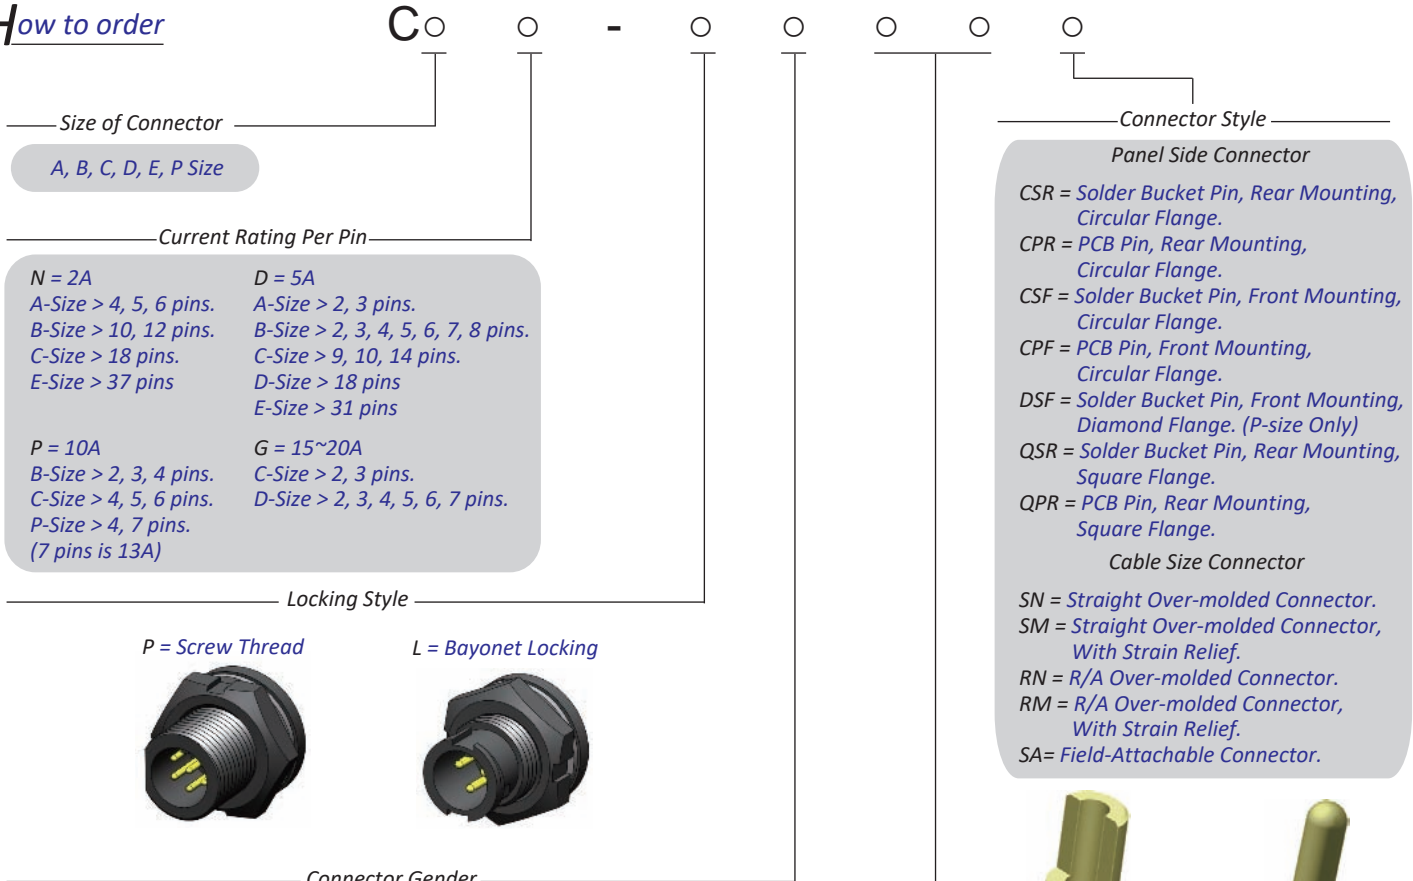 How to order
C○ ○ - ○ ○ ○ ○ ○
Size of Connector
A, B, C, D, E, P Size
Current Rating Per Pin
N = 2A
A-Size > 4, 5, 6 pins.
B-Size > 10, 12 pins.
C-Size > 18 pins.
E-Size > 37 pins
D = 5A
A-Size > 2, 3 pins.
B-Size > 2, 3, 4, 5, 6, 7, 8 pins.
C-Size > 9, 10, 14 pins.
D-Size > 18 pins
E-Size > 31 pins
P = 10A
B-Size > 2, 3, 4 pins.
C-Size > 4, 5, 6 pins.
P-Size > 4, 7 pins.
(7 pins is 13A)
G = 15~20A
C-Size > 2, 3 pins.
D-Size > 2, 3, 4, 5, 6, 7 pins.
Locking Style
P = Screw Thread
L = Bayonet Locking
Connector Gender
Connector Style
Panel Side Connector
CSR = Solder Bucket Pin, Rear Mounting,
Circular Flange.
CPR = PCB Pin, Rear Mounting,
Circular Flange.
CSF = Solder Bucket Pin, Front Mounting,
Circular Flange.
CPF = PCB Pin, Front Mounting,
Circular Flange.
DSF = Solder Bucket Pin, Front Mounting,
Diamond Flange. (P-size Only)
QSR = Solder Bucket Pin, Rear Mounting,
Square Flange.
QPR = PCB Pin, Rear Mounting,
Square Flange.
Cable Size Connector
SN = Straight Over-molded Connector.
SM = Straight Over-molded Connector,
With Strain Relief.
RN = R/A Over-molded Connector.
RM = R/A Over-molded Connector,
With Strain Relief.
SA= Field-Attachable Connector.